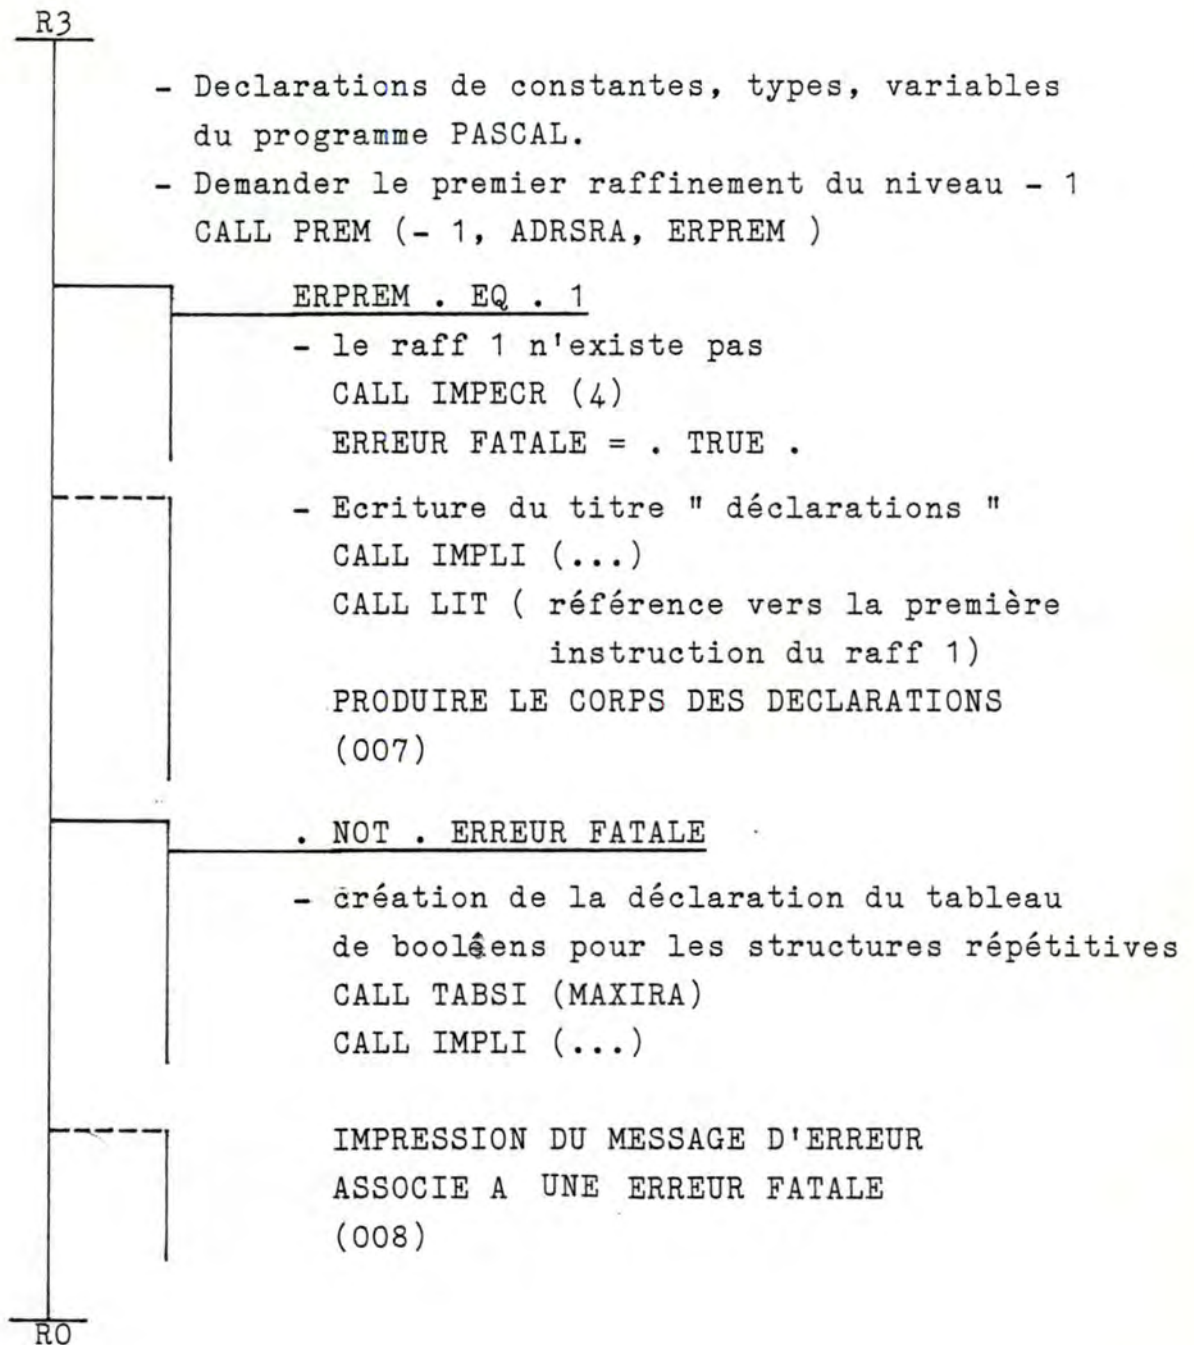 R3
- Declarations de constantes, types, variables
du programme PASCAL.
- Demander le premier raffinement du niveau - 1
CALL PREM (- 1, ADRSRA, ERPREM )
ERPREM . EQ . 1
- le raff 1 n'existe pas
CALL IMPECR (4)
ERREUR FATALE = . TRUE .
- Ecriture du titre " déclarations "
CALL IMPLI (...)
CALL LIT ( référence vers la première
instruction du raff 1)
PRODUIRE LE CORPS DES DECLARATIONS
(007)
. NOT . ERREUR FATALE
- création de la déclaration du tableau
de booléens pour les structures répétitives
CALL TABSI (MAXIRA)
CALL IMPLI (...)
IMPRESSION DU MESSAGE D'ERREUR
ASSOCIE A UNE ERREUR FATALE
(008)
R0